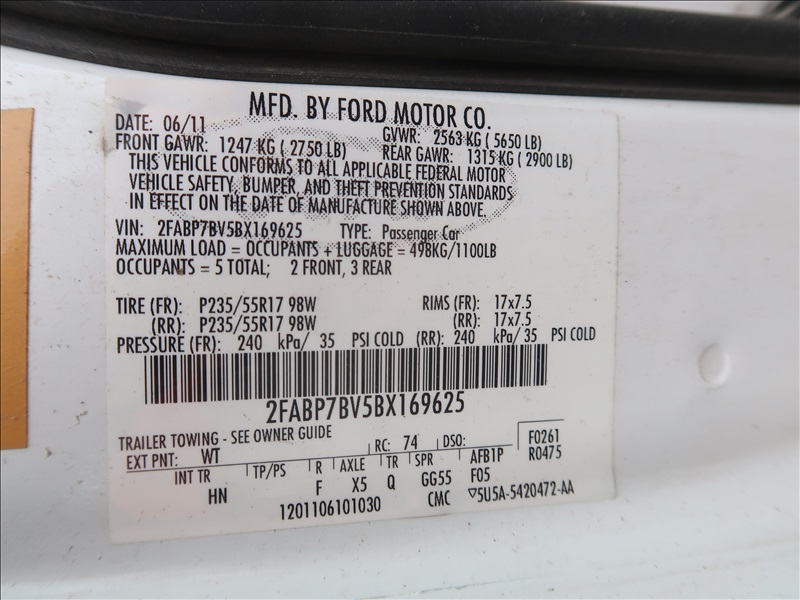 MFD. BY FORD MOTOR CO.
DATE: 06/11 GVWR: 2563 KG ( 5650 LB)
FRONT GAWR: 1247 KG ( 2750 LB) REAR GAWR: 1315 KG ( 2900 LB)
THIS VEHICLE CONFORMS TO ALL APPLICABLE FEDERAL MOTOR
VEHICLE SAFETY, BUMPER, AND THEFT PREVENTION STANDARDS
IN EFFECT ON THE DATE OF MANUFACTURE SHOWN ABOVE.
VIN: 2FABP7BV5BX169625 TYPE: Passenger Car
MAXIMUM LOAD = OCCUPANTS + LUGGAGE = 498KG/1100LB
OCCUPANTS = 5 TOTAL; 2 FRONT, 3 REAR
TIRE (FR): P235/55R17 98W RIMS (FR): 17x7.5
(RR): P235/55R17 98W (RR): 17x7.5
PRESSURE (FR): 240 kPa/ 35 PSI COLD (RR): 240 kPa/ 35 PSI COLD
2FABP7BV5BX169625
TRAILER TOWING - SEE OWNER GUIDE
EXT PNT: WT RC: 74 DSO: F0261
INT TR TP/PS R AXLE TR SPR AFB1P R0475
HN F X5 Q GG55 F05
1201106101030 CMC ▽5U5A-5420472-AA